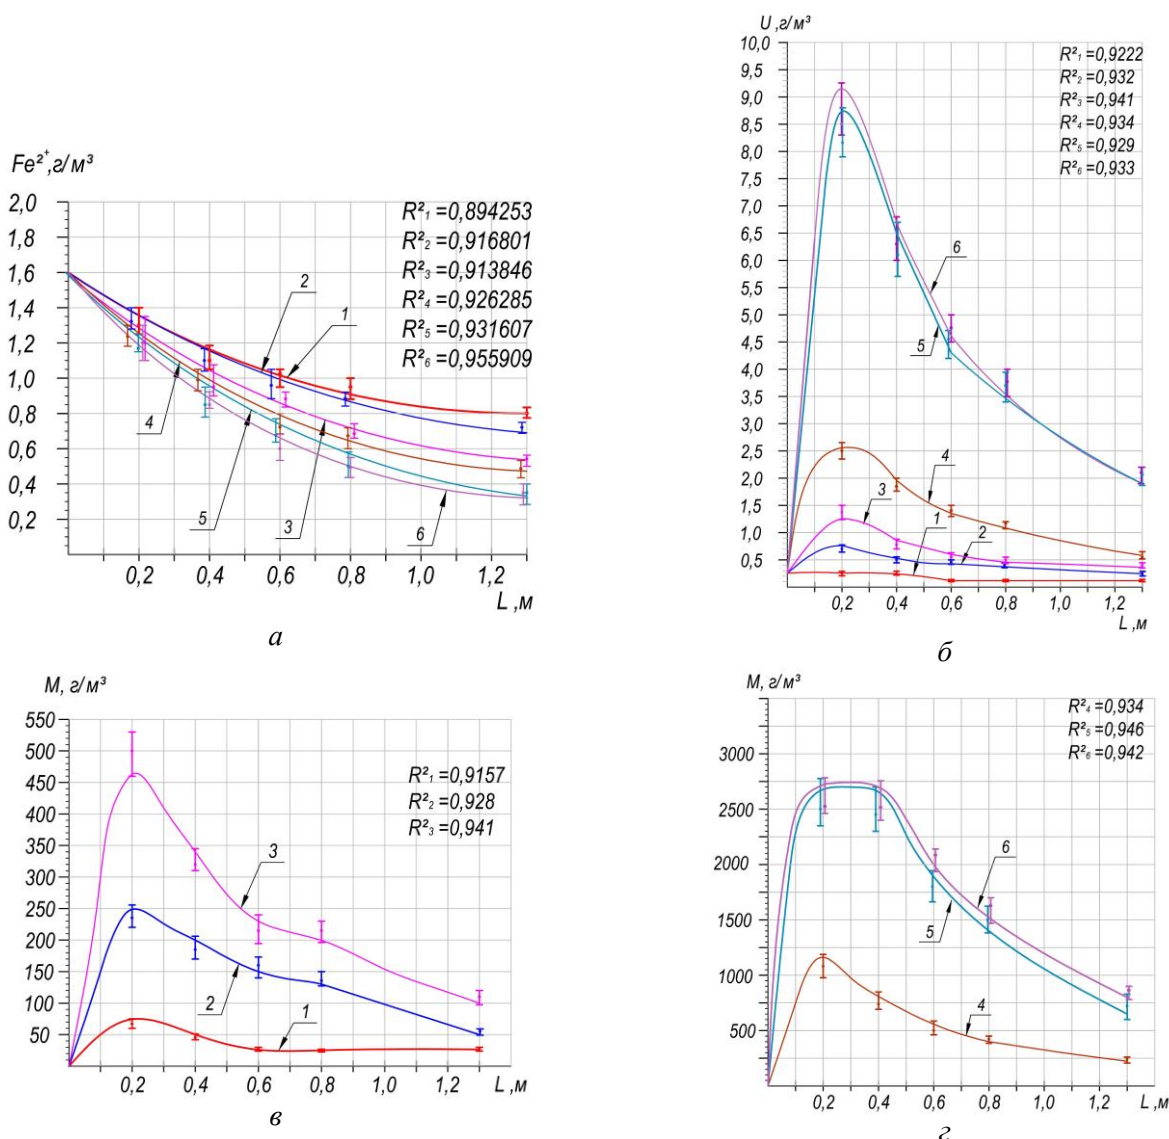 Fe²⁺,г/м³
2,0
1,8
1,6
1,4
1,2
1,0
0,8
0,6
0,4
0,2
R²₁ =0,894253
R²₂ =0,916801
R²₃ =0,913846
R²₄ =0,926285
R²₅ =0,931607
R²₆ =0,955909
2
1
4
5
3
6
0,2 0,4 0,6 0,8 1,0 1,2
L ,м
а
U ,г/м³
10,0
9,5
9,0
8,5
8,0
7,5
7,0
6,5
6,0
5,5
5,0
4,5
4,0
3,5
3,0
2,5
2,0
1,5
1,0
0,5
R²₁ =0,9222
R²₂ =0,932
R²₃ =0,941
R²₄ =0,934
R²₅ =0,929
R²₆ =0,933
6
5
4
3
1
2
0,2 0,4 0,6 0,8 1,0 1,2
L ,м
б
М, г/м³
550
500
450
400
350
300
250
200
150
100
50
R²₁ =0,9157
R²₂ =0,928
R²₃ =0,941
3
2
1
0,2 0,4 0,6 0,8 1,0 1,2 L ,м
в
М, г/м³
3000
2500
2000
1500
1000
500
R²₄ =0,934
R²₅ =0,946
R²₆ =0,942
6
5
4
0,2 0,4 0,6 0,8 1,0 1,2 L ,м
г